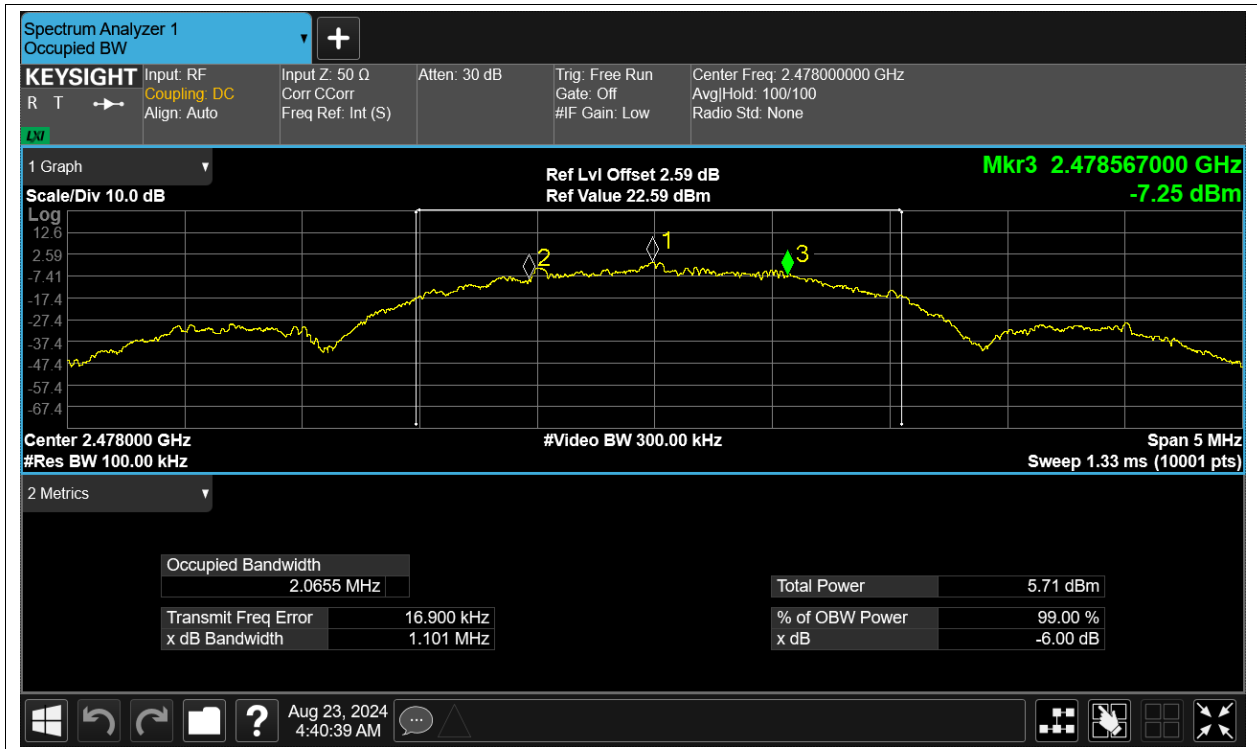 Spectrum Analyzer 1
Occupied BW
KEYSIGHT
R T
LXI
Input: RF
Coupling: DC
Align: Auto
Input Z: 50 Ω
Corr CCorr
Freq Ref: Int (S)
Atten: 30 dB
Trig: Free Run
Gate: Off
#IF Gain: Low
Center Freq: 2.478000000 GHz
Avg|Hold: 100/100
Radio Std: None
1 Graph
Scale/Div 10.0 dB
Ref Lvl Offset 2.59 dB
Ref Value 22.59 dBm
Mkr3 2.478567000 GHz
-7.25 dBm
Log
12.6
2.59
-7.41
-17.4
-27.4
-37.4
-47.4
-57.4
-67.4
2
1
3
Center 2.478000 GHz
#Video BW 300.00 kHz
Span 5 MHz
#Res BW 100.00 kHz
Sweep 1.33 ms (10001 pts)
2 Metrics
Occupied Bandwidth
2.0655 MHz
Total Power 5.71 dBm
Transmit Freq Error 16.900 kHz
% of OBW Power 99.00 %
x dB Bandwidth 1.101 MHz
x dB -6.00 dB
?
Aug 23, 2024
4:40:39 AM